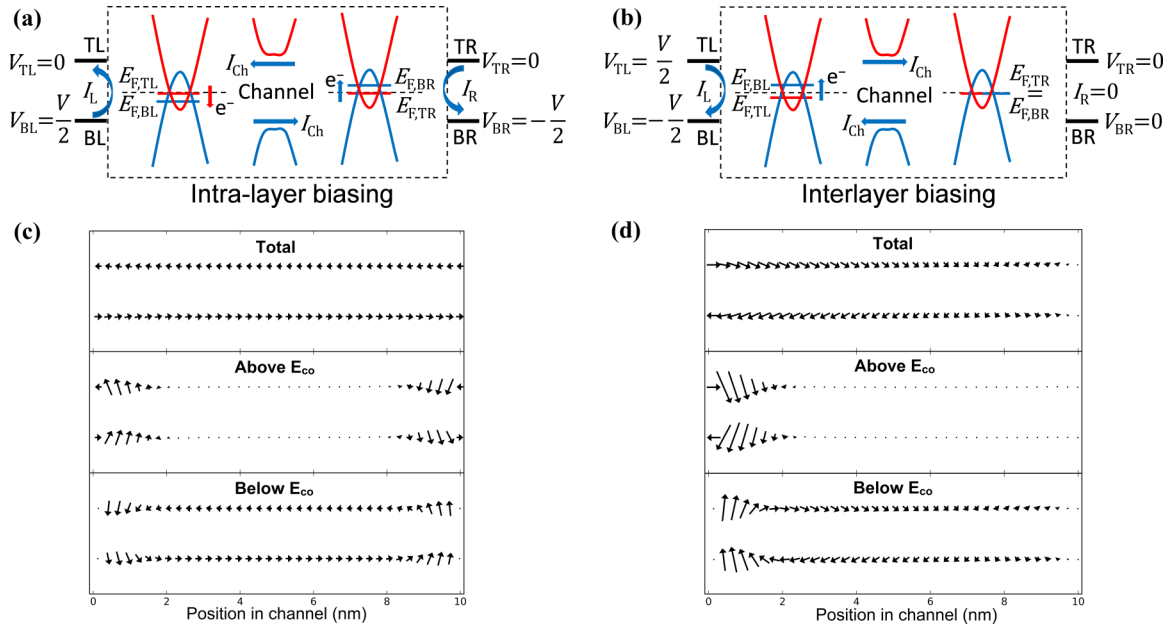 (a)
TL
TR
V_TL=0
V_TR=0
E_F,TL
E_F,BL
e⁻
I_L
I_Ch
Channel
I_Ch
e⁻
E_F,BR
E_F,TR
I_R
V_BL=V/2
V_BR=−V/2
BL
BR
Intra-layer biasing
(b)
TL
TR
V_TL=V/2
V_TR=0
E_F,BL
E_F,TL
e⁻
I_L
I_Ch
Channel
I_Ch
E_F,TR
=
E_F,BR
I_R=0
V_BL=−V/2
V_BR=0
BL
BR
Interlayer biasing
(c)
Total
Above E_co
Below E_co
0 2 4 6 8 10
Position in channel (nm)
(d)
Total
Above E_co
Below E_co
0 2 4 6 8 10
Position in channel (nm)